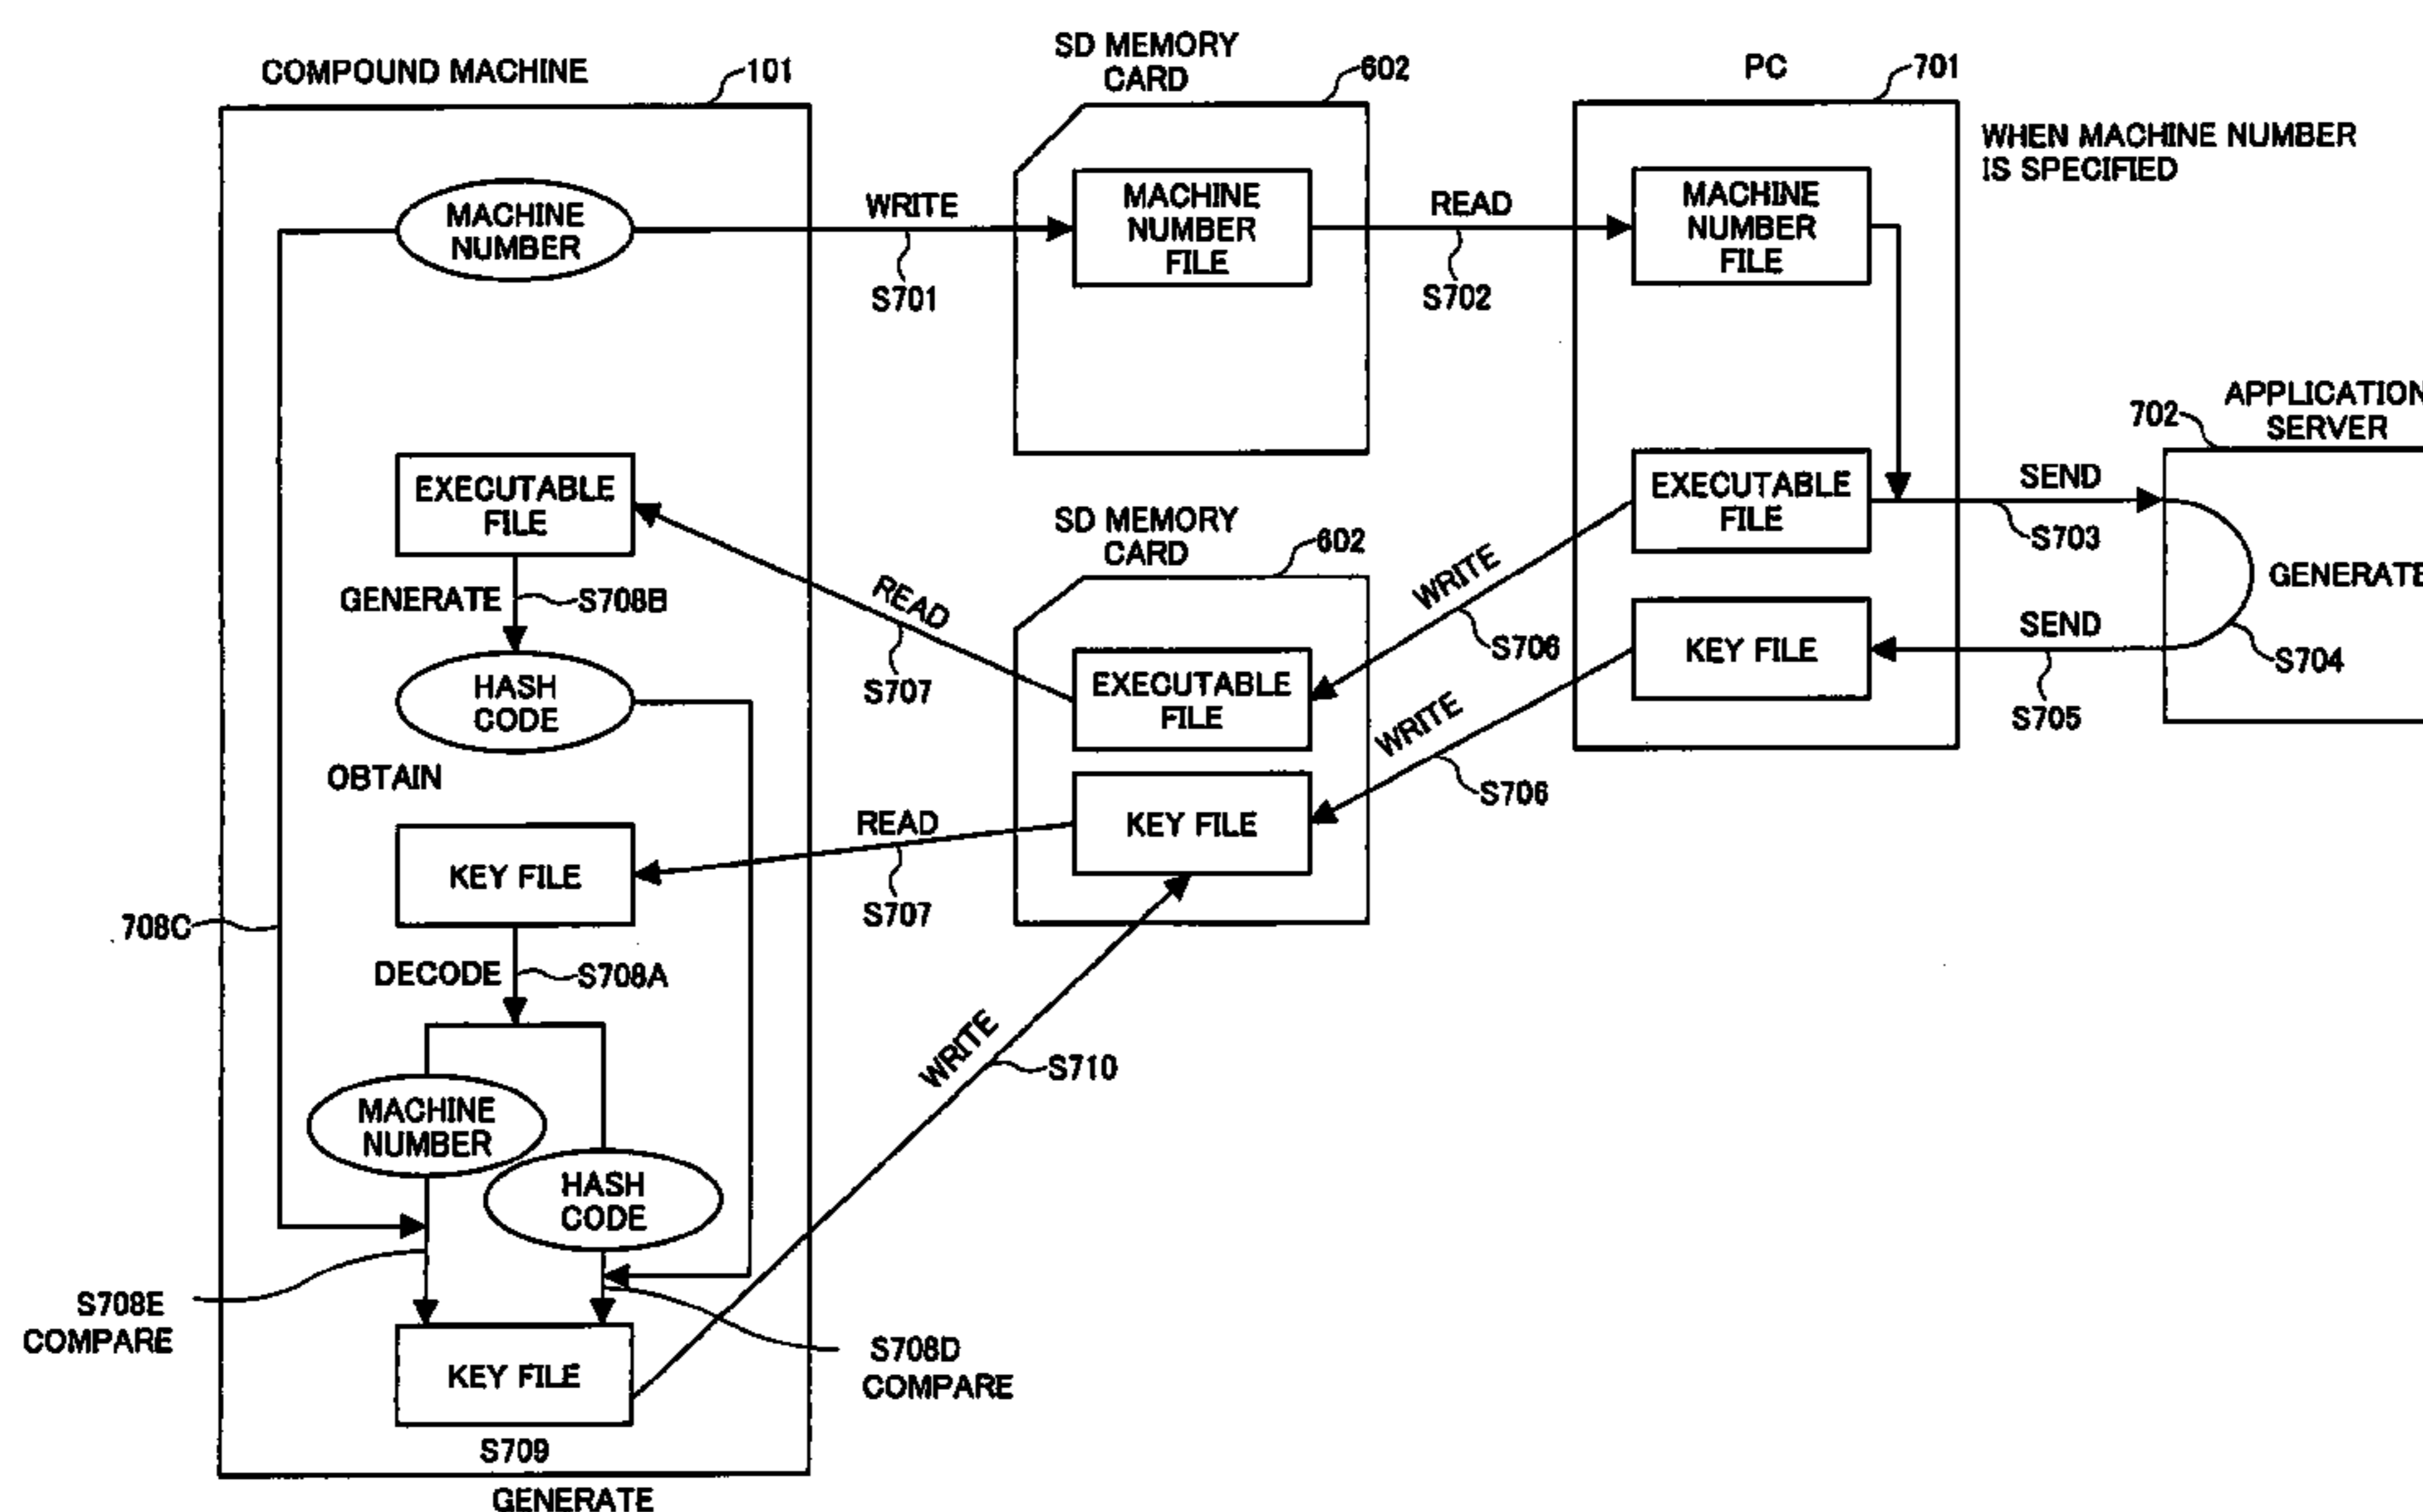 COMPOUND MACHINE
101
SD MEMORY
CARD
602
PC
701
WHEN MACHINE NUMBER
IS SPECIFIED
MACHINE
NUMBER
WRITE
S701
MACHINE
NUMBER
FILE
READ
S702
MACHINE
NUMBER
FILE
APPLICATION
SERVER
702
EXECUTABLE
FILE
SEND
S703
GENERATE
S704
KEY FILE
SEND
S705
SD MEMORY
CARD
602
WRITE
S706
WRITE
S706
EXECUTABLE
FILE
KEY FILE
READ
S707
READ
S707
EXECUTABLE
FILE
GENERATE
S708B
HASH
CODE
OBTAIN
KEY FILE
708C
DECODE
S708A
MACHINE
NUMBER
HASH
CODE
WRITE
S710
S708E
COMPARE
S708D
COMPARE
KEY FILE
S709
GENERATE